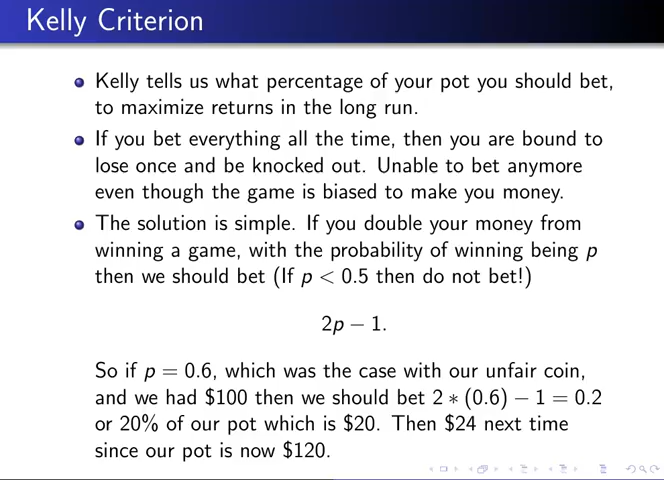 Kelly Criterion
Kelly tells us what percentage of your pot you should bet,
to maximize returns in the long run.
If you bet everything all the time, then you are bound to
lose once and be knocked out. Unable to bet anymore
even though the game is biased to make you money.
The solution is simple. If you double your money from
winning a game, with the probability of winning being p
then we should bet (If p < 0.5 then do not bet!)
2p − 1.
So if p = 0.6, which was the case with our unfair coin,
and we had $100 then we should bet 2 ∗ (0.6) − 1 = 0.2
or 20% of our pot which is $20. Then $24 next time
since our pot is now $120.